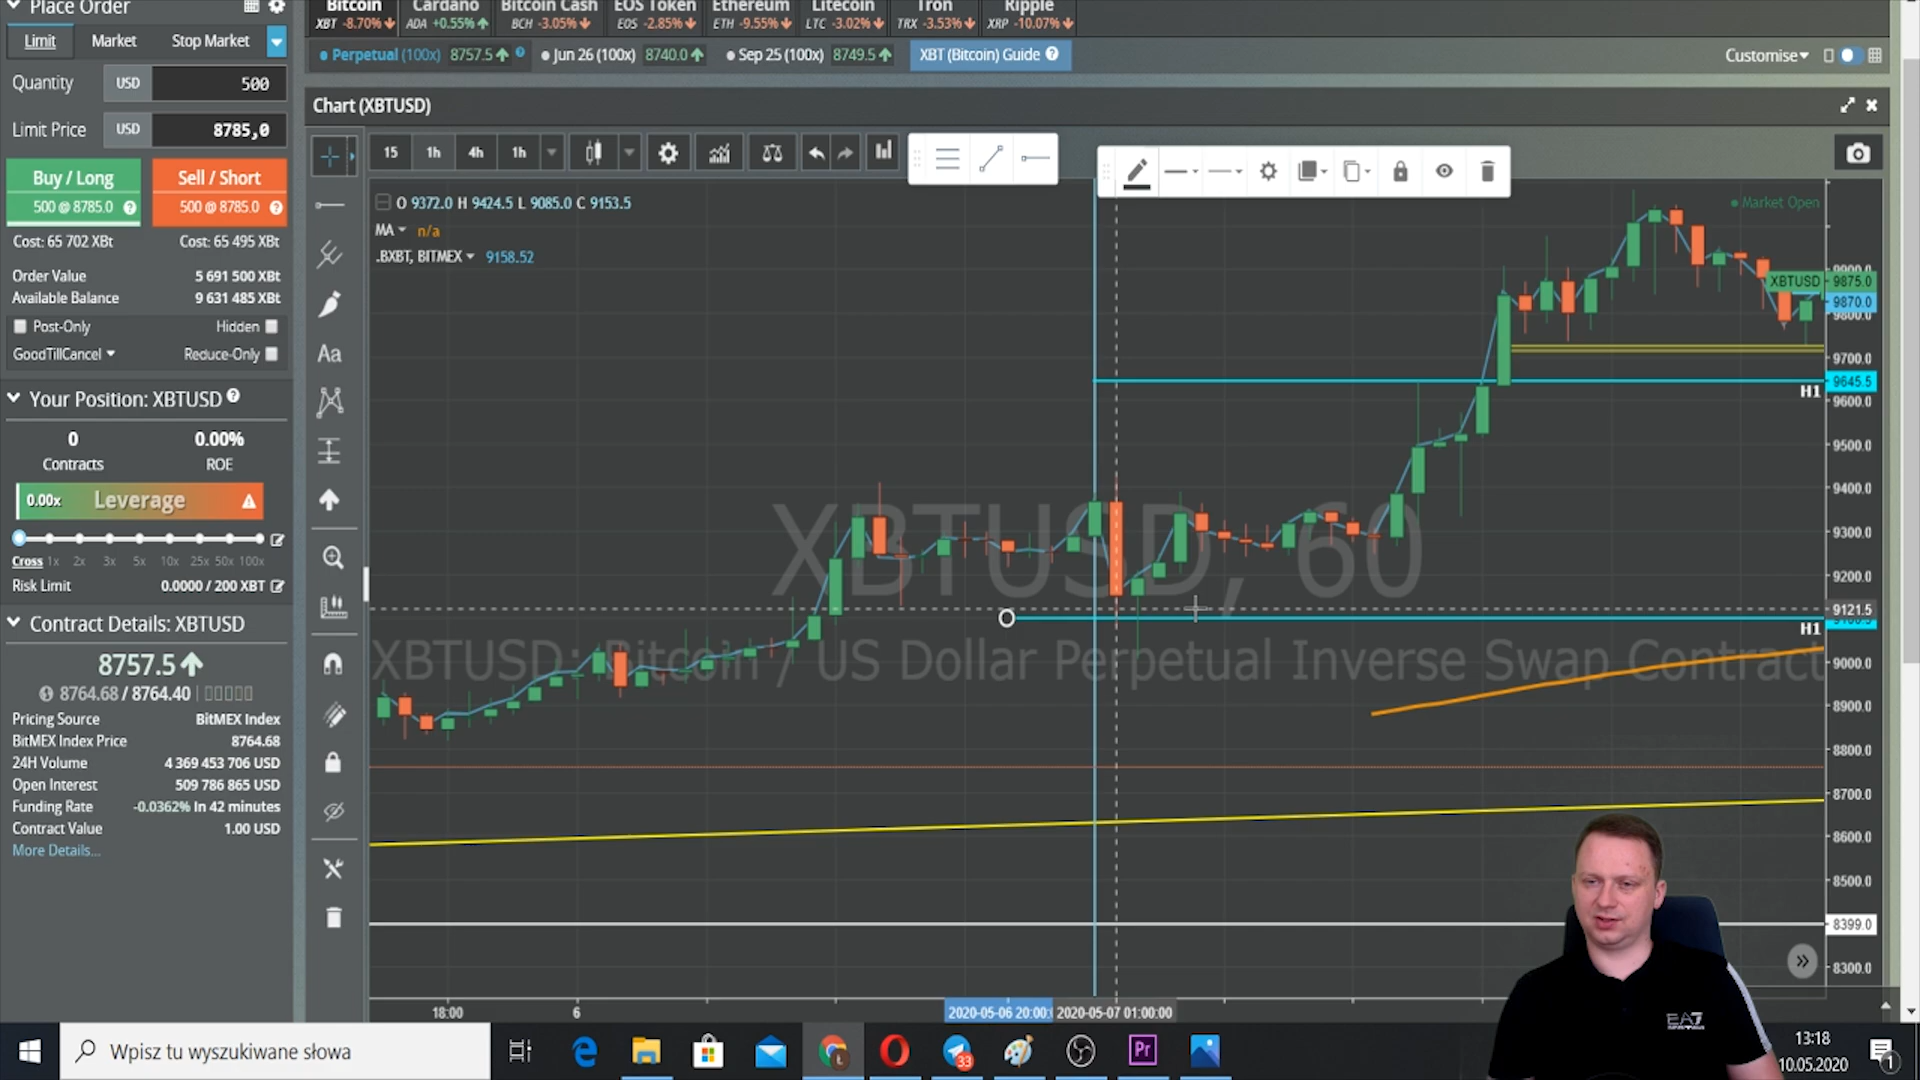 Place Order
Limit Market Stop Market
Quantity USD 500
Limit Price USD 8785,0
Buy / Long
500 @ 8785.0
Sell / Short
500 @ 8785.0
Cost: 65 702 XBt Cost: 65 495 XBt
Order Value 5 691 500 XBt
Available Balance 9 631 485 XBt
Post-Only Hidden
GoodTillCancel Reduce-Only
Your Position: XBTUSD
0 0.00%
Contracts ROE
0.00x Leverage
Cross 1x 2x 3x 5x 10x 25x 50x 100x
Risk Limit 0.0000 / 200 XBT
Contract Details: XBTUSD
8757.5
8764.68 / 8764.40
Pricing Source BitMEX Index
BitMEX Index Price 8764.68
24H Volume 4 369 453 706 USD
Open Interest 509 786 865 USD
Funding Rate -0.0362% In 42 minutes
Contract Value 1.00 USD
More Details...
Bitcoin Cardano Bitcoin Cash EOS Token Ethereum Litecoin Tron Ripple
XBT -8.70% ADA +0.55% BCH -3.05% EOS -2.85% ETH -9.55% LTC -3.02% TRX -3.53% XRP -10.07%
Perpetual (100x) 8757.5 Jun 26 (100x) 8740.0 Sep 25 (100x) 8749.5 XBT (Bitcoin) Guide
Customise
Chart (XBTUSD)
15 1h 4h 1h
O 9372.0 H 9424.5 L 9085.0 C 9153.5
MA n/a
.BXBT, BITMEX 9158.52
Market Open
Aa
XBTUSD, 60
XBTUSD: Bitcoin / US Dollar Perpetual Inverse Swap Contract
9900.0
XBTUSD 9875.0
9870.0
9800.0
9700.0
9645.5
H1
9600.0
9500.0
9400.0
9300.0
9200.0
9121.5
H1
9000.0
8900.0
8800.0
8700.0
8600.0
8500.0
8399.0
8300.0
18:00 6 2020-05-06 20:00: 2020-05-07 01:00:00
EA7
Wpisz tu wyszukiwane słowa
33
Pr
13:18
10.05.2020
1